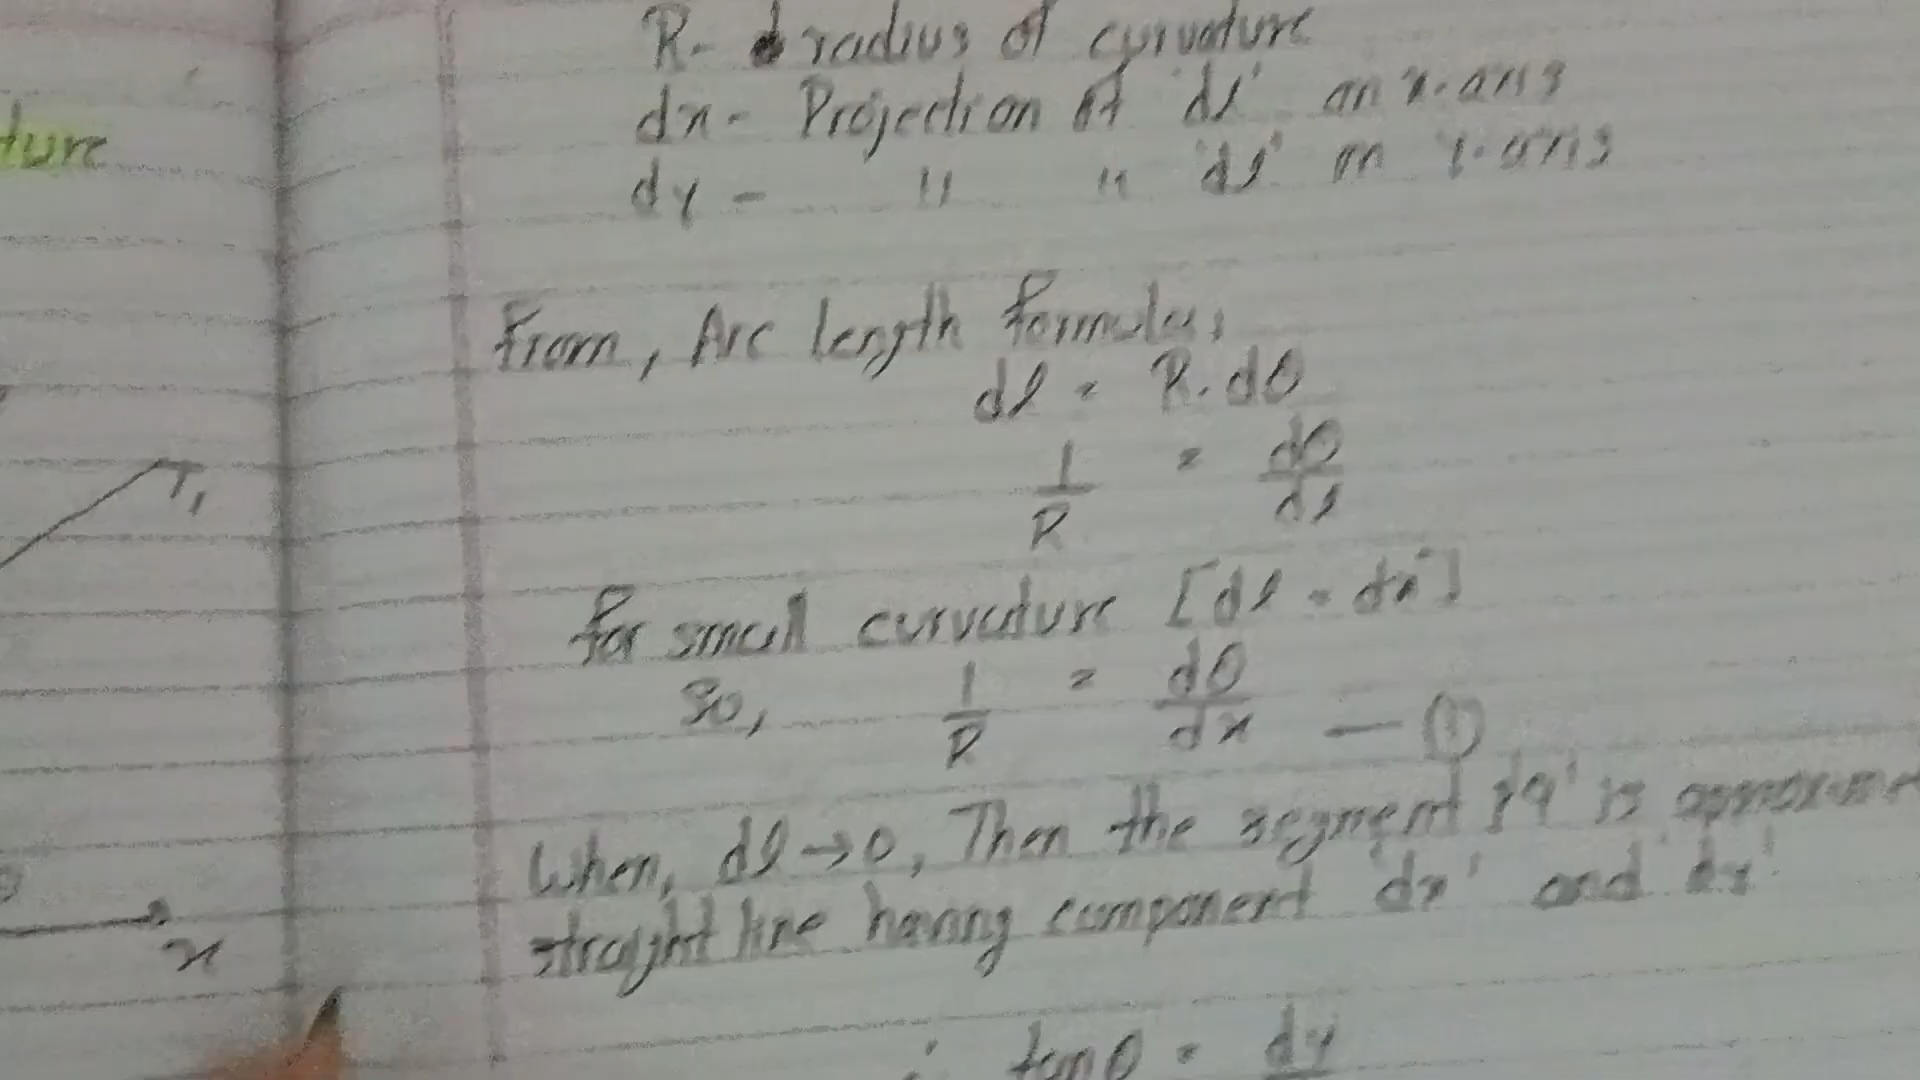 ture
T₁
x
R- radius of curvature
dx- Projection of 'dl' on x-axis
dy - " " 'dl' on y-axis
From, Arc length formula,
dl = R.dθ
1/R = dθ/dl
for small curvature [dl = dx]
So, 1/R = dθ/dx — ①
When, dl→0, Then the segment is
straight line having component 'dx' and 'dy'
tanθ = dy